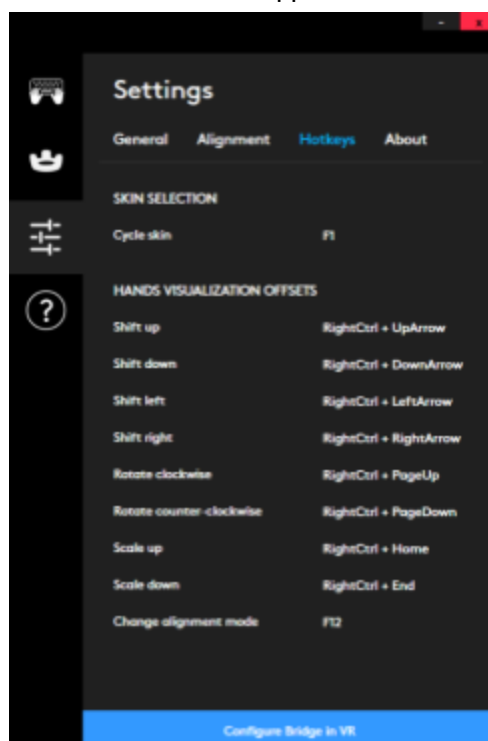 Settings
General Alignment Hotkeys About
SKIN SELECTION
Cycle skin F1
HANDS VISUALIZATION OFFSETS
Shift up RightCtrl + UpArrow
Shift down RightCtrl + DownArrow
Shift left RightCtrl + LeftArrow
Shift right RightCtrl + RightArrow
Rotate clockwise RightCtrl + PageUp
Rotate counter-clockwise RightCtrl + PageDown
Scale up RightCtrl + Home
Scale down RightCtrl + End
Change alignment mode F12
Configure Bridge in VR